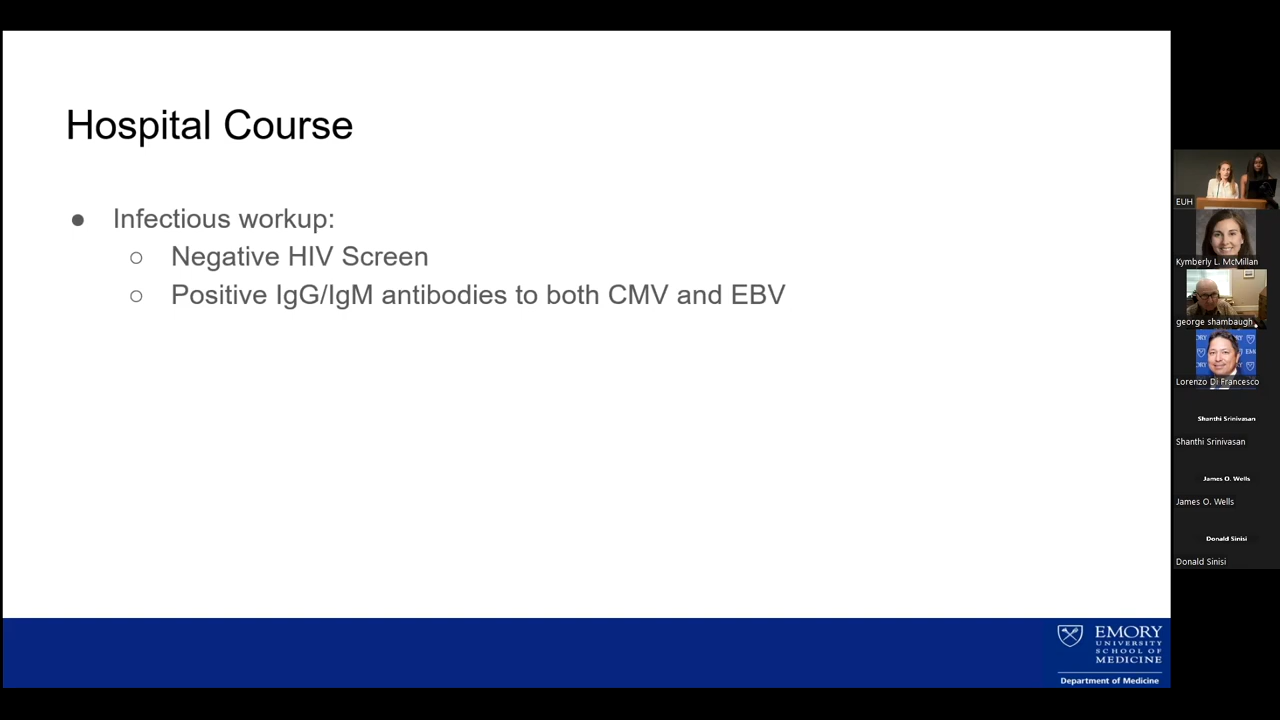 Hospital Course
● Infectious workup:
○ Negative HIV Screen
○ Positive IgG/IgM antibodies to both CMV and EBV
EMORY
UNIVERSITY
SCHOOL OF
MEDICINE
Department of Medicine
EUH
Kymberly L. McMillan
george shambaugh
Lorenzo Di Francesco
Shanthi Srinivasan
Shanthi Srinivasan
James O. Wells
James O. Wells
Donald Sinisi
Donald Sinisi